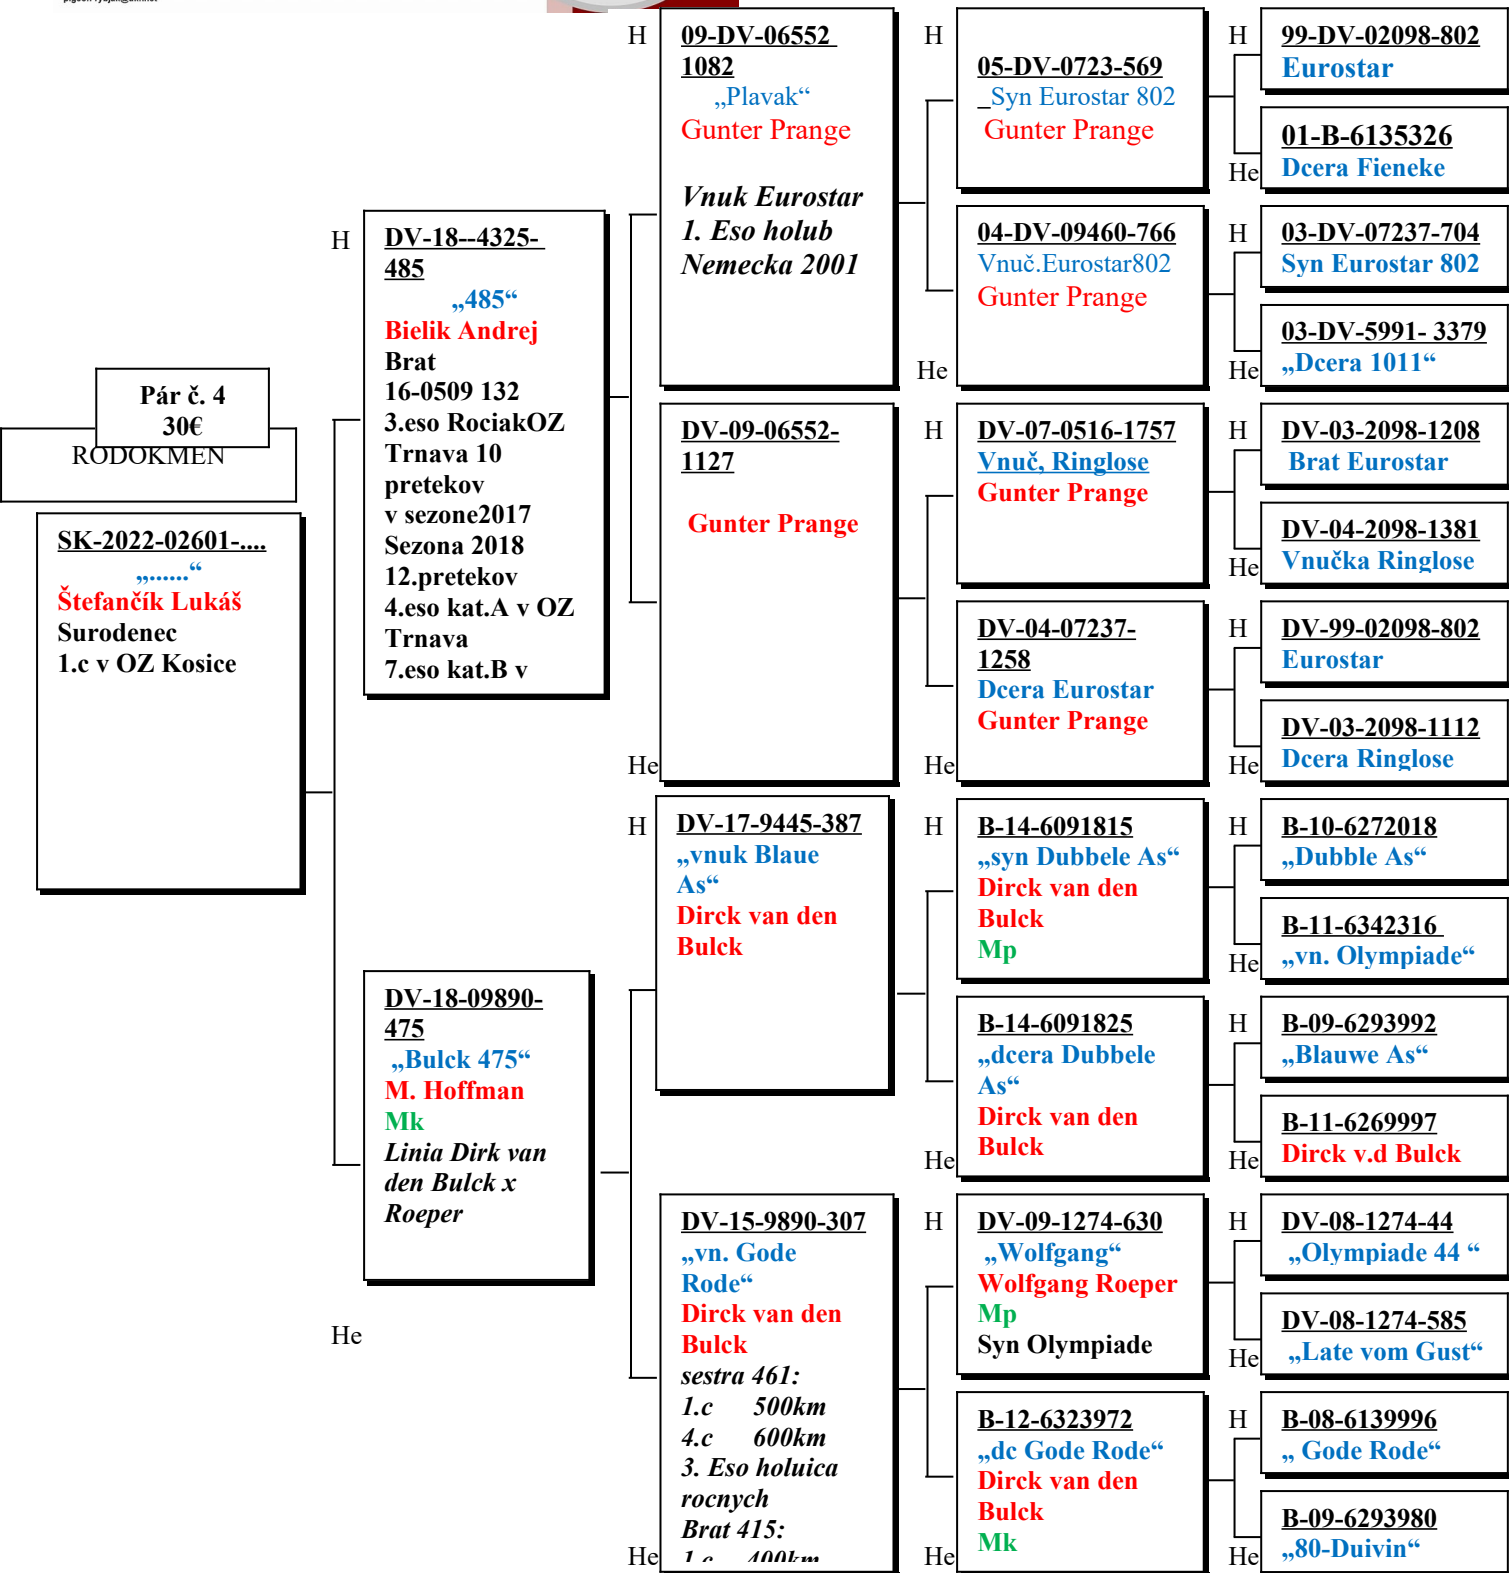 Pár č. 4
30€
RODOKMEN
SK-2022-02601-....
„......“
Štefančík Lukáš
Surodenec
1.c v OZ Kosice
H
DV-18--4325-
485
„485“
Bielik Andrej
Brat
16-0509 132
3.eso RociakOZ
Trnava 10
pretekov
v sezone2017
Sezona 2018
12.pretekov
4.eso kat.A v OZ
Trnava
7.eso kat.B v
He
DV-18-09890-
475
„Bulck 475“
M. Hoffman
Mk
Linia Dirk van
den Bulck x
Roeper
H
09-DV-06552
1082
„Plavak“
Gunter Prange
Vnuk Eurostar
1. Eso holub
Nemecka 2001
He
DV-09-06552-
1127
Gunter Prange
H
DV-17-9445-387
„vnuk Blaue
As“
Dirck van den
Bulck
He
DV-15-9890-307
„vn. Gode
Rode“
Dirck van den
Bulck
sestra 461:
1.c 500km
4.c 600km
3. Eso holuica
rocnych
Brat 415:
1.c 400km
H
05-DV-0723-569
_Syn Eurostar 802
Gunter Prange
He
04-DV-09460-766
Vnuč.Eurostar802
Gunter Prange
H
DV-07-0516-1757
Vnuč, Ringlose
Gunter Prange
He
DV-04-07237-
1258
Dcera Eurostar
Gunter Prange
H
B-14-6091815
„syn Dubbele As“
Dirck van den
Bulck
Mp
He
B-14-6091825
„dcera Dubbele
As“
Dirck van den
Bulck
H
DV-09-1274-630
„Wolfgang“
Wolfgang Roeper
Mp
Syn Olympiade
He
B-12-6323972
„dc Gode Rode“
Dirck van den
Bulck
Mk
H
99-DV-02098-802
Eurostar
He
01-B-6135326
Dcera Fieneke
H
03-DV-07237-704
Syn Eurostar 802
He
03-DV-5991- 3379
„Dcera 1011“
H
DV-03-2098-1208
Brat Eurostar
He
DV-04-2098-1381
Vnučka Ringlose
H
DV-99-02098-802
Eurostar
He
DV-03-2098-1112
Dcera Ringlose
H
B-10-6272018
„Dubble As“
He
B-11-6342316
„vn. Olympiade“
H
B-09-6293992
„Blauwe As“
He
B-11-6269997
Dirck v.d Bulck
H
DV-08-1274-44
„Olympiade 44 “
He
DV-08-1274-585
„Late vom Gust“
H
B-08-6139996
„ Gode Rode“
He
B-09-6293980
„80-Duivin“